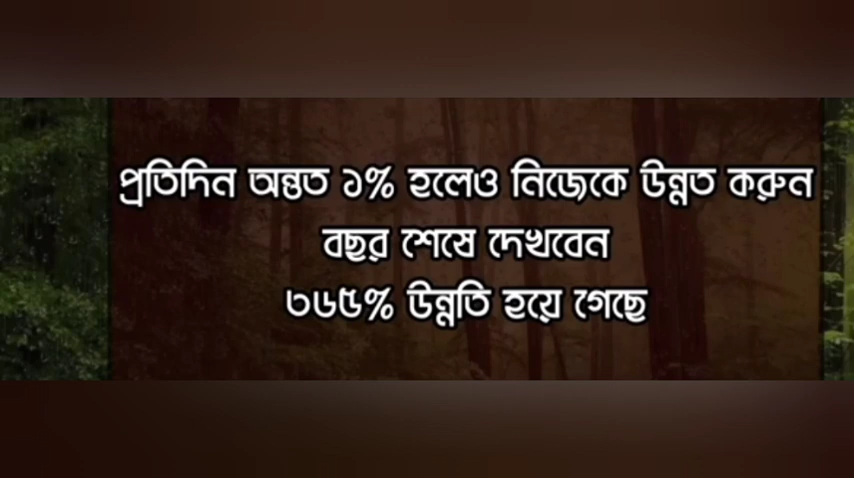 প্রতিদিন অন্তত ১% হলেও নিজেকে উন্নত করুন
বছর শেষে দেখবেন
৩৬৫% উন্নতি হয়ে গেছে